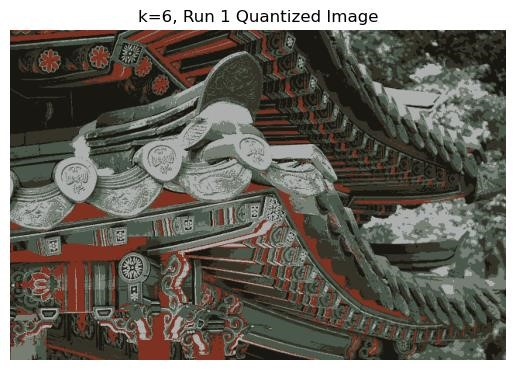 k=6, Run 1 Quantized Image